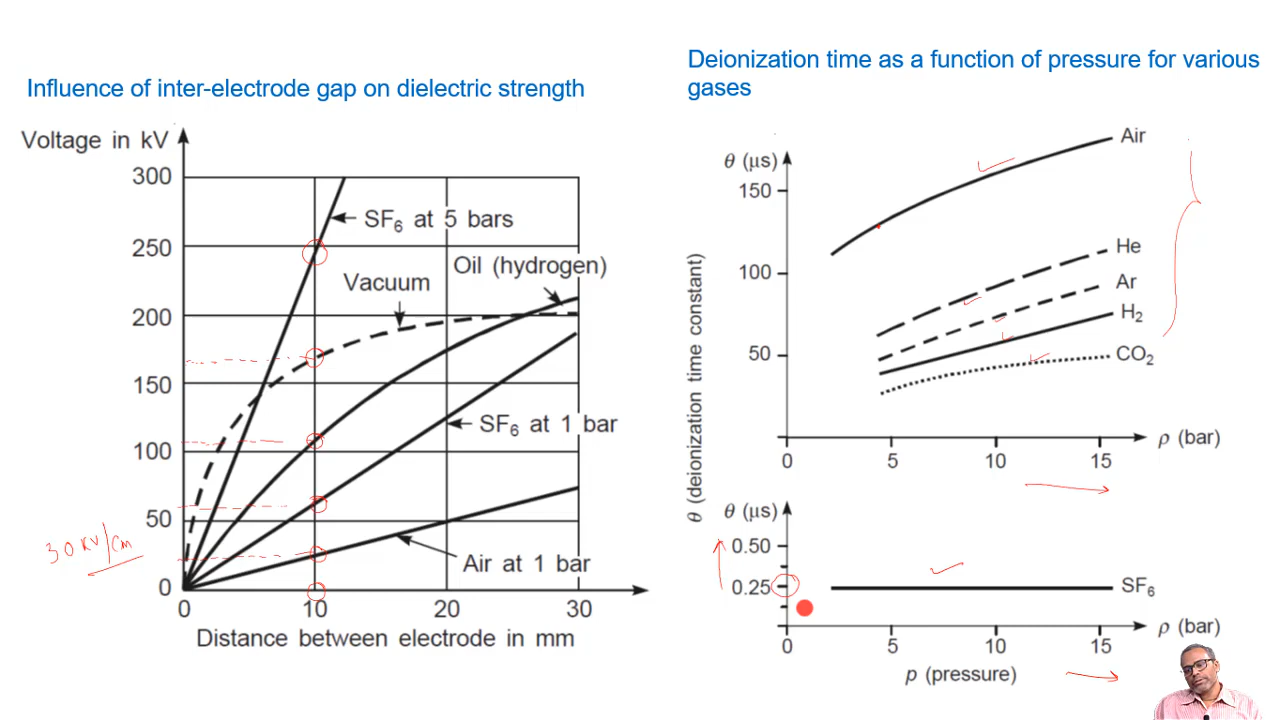 Influence of inter-electrode gap on dielectric strength
Voltage in kV
300
250
200
150
100
50
0
0
10
20
30
Distance between electrode in mm
SF6 at 5 bars
Vacuum
Oil (hydrogen)
SF6 at 1 bar
Air at 1 bar
30 kV/cm
Deionization time as a function of pressure for various
gases
θ (deionization time constant)
θ (μs)
150
100
50
0
5
10
15
ρ (bar)
Air
He
Ar
H2
CO2
θ (μs)
0.50
0.25
SF6
0
5
10
15
ρ (bar)
p (pressure)